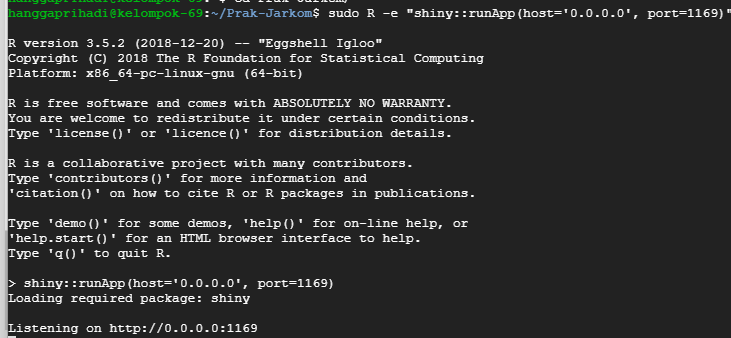 hanggaprihadi@kelompok-69:~/Prak-Jarkom$ sudo R -e "shiny::runApp(host='0.0.0.0', port=1169)"
R version 3.5.2 (2018-12-20) -- "Eggshell Igloo"
Copyright (C) 2018 The R Foundation for Statistical Computing
Platform: x86_64-pc-linux-gnu (64-bit)
R is free software and comes with ABSOLUTELY NO WARRANTY.
You are welcome to redistribute it under certain conditions.
Type 'license()' or 'licence()' for distribution details.
R is a collaborative project with many contributors.
Type 'contributors()' for more information and
'citation()' on how to cite R or R packages in publications.
Type 'demo()' for some demos, 'help()' for on-line help, or
'help.start()' for an HTML browser interface to help.
Type 'q()' to quit R.
> shiny::runApp(host='0.0.0.0', port=1169)
Loading required package: shiny
Listening on http://0.0.0.0:1169